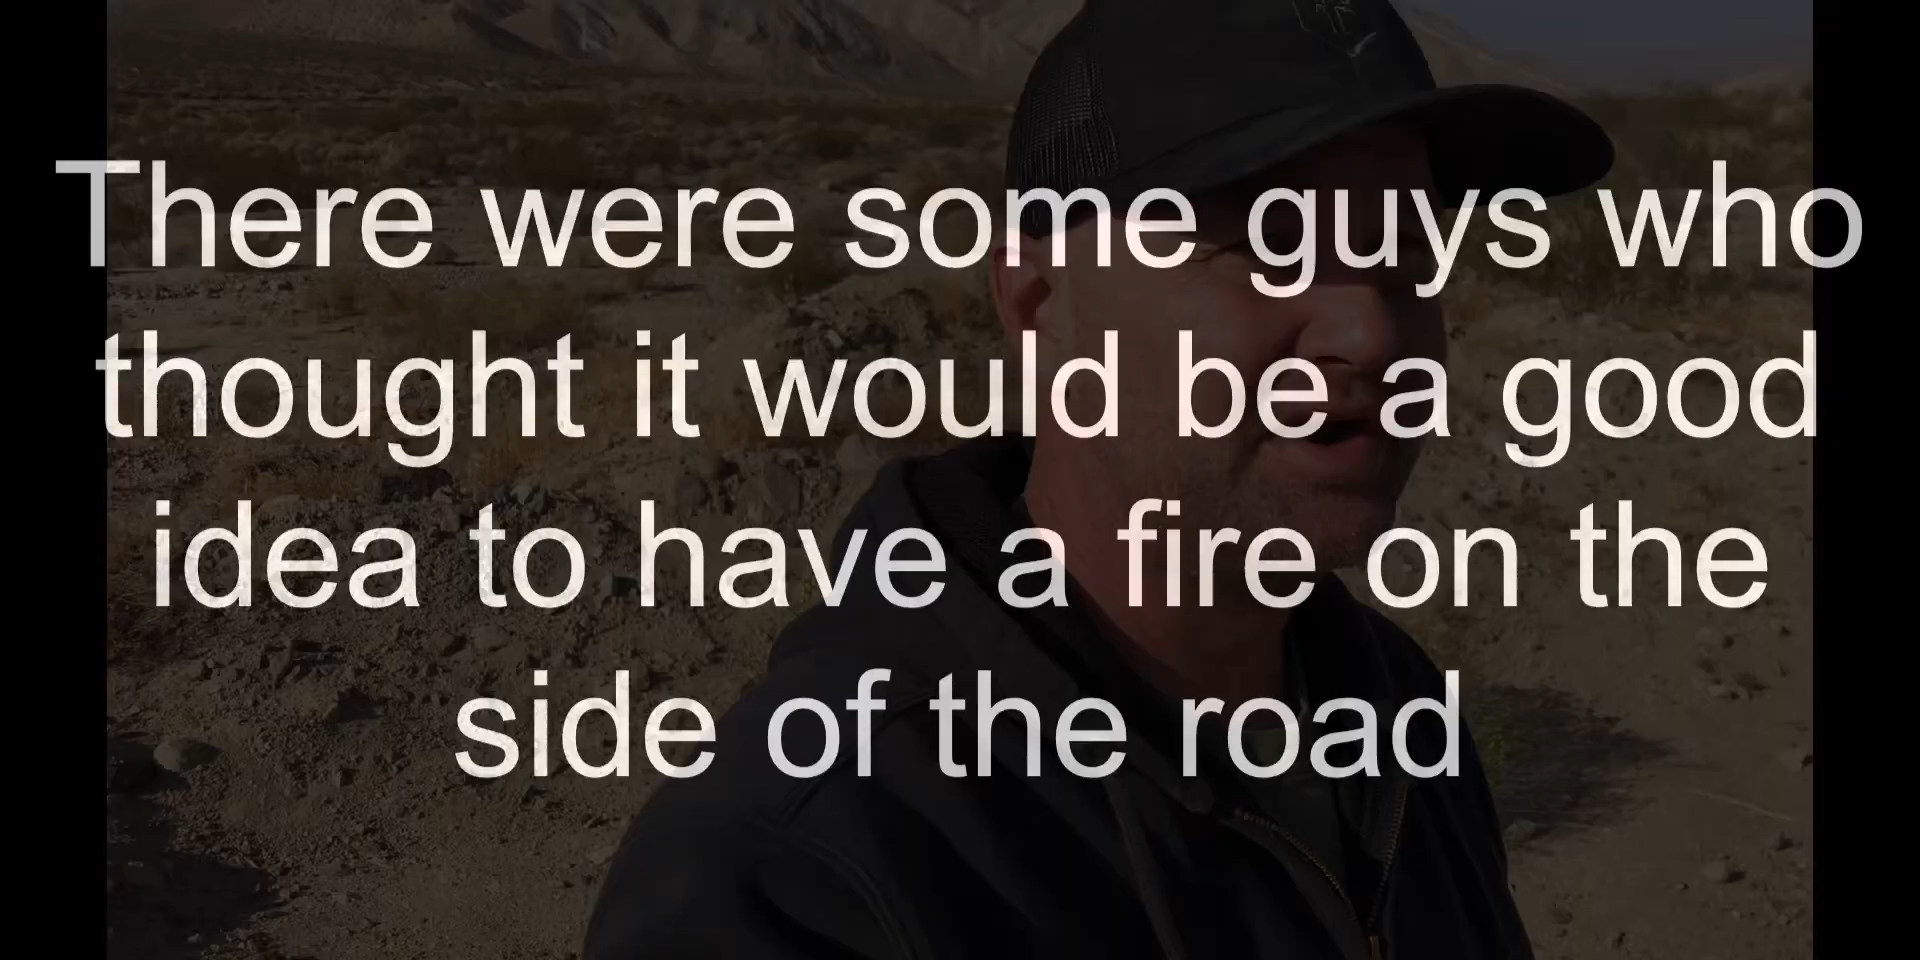 There were some guys who
thought it would be a good
idea to have a fire on the
side of the road